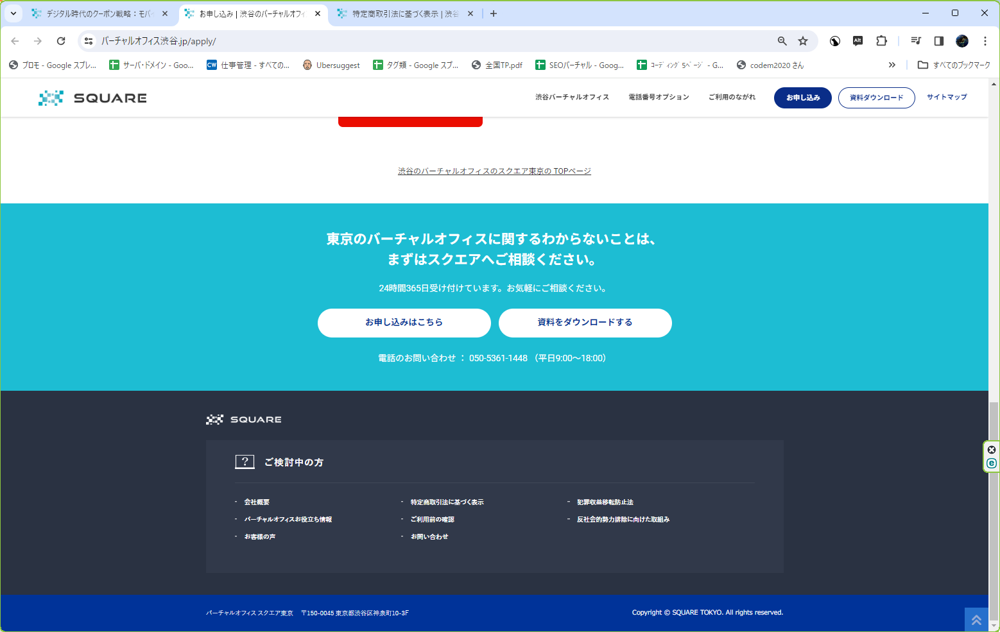 デジタル時代のクーポン戦略：モバイ
お申し込み | 渋谷のバーチャルオフィ
特定商取引法に基づく表示 | 渋谷
バーチャルオフィス渋谷.jp/apply/
Alt
プロモ - Google スプレ...
サーバ・ドメイン - Goo...
CW 仕事管理 - すべての...
Ubersuggest
タグ類 - Google スプ...
全国TP.pdf
SEOバーチャル - Goog...
ｺｰﾃﾞｨﾝｸﾞ 5ﾍﾟｰｼﾞ - G...
codem2020 さん
すべてのブックマーク
SQUARE
渋谷バーチャルオフィス
電話番号オプション
ご利用のながれ
お申し込み
資料ダウンロード
サイトマップ
渋谷のバーチャルオフィスのスクエア東京の TOPページ
東京のバーチャルオフィスに関するわからないことは、
まずはスクエアへご相談ください。
24時間365日受け付けています。お気軽にご相談ください。
お申し込みはこちら
資料をダウンロードする
電話のお問い合わせ ： 050-5361-1448 （平日9:00～18:00）
SQUARE
? ご検討中の方
- 会社概要
- 特定商取引法に基づく表示
- 犯罪収益移転防止法
- バーチャルオフィスお役立ち情報
- ご利用前の確認
- 反社会的勢力排除に向けた取組み
- お客様の声
- お問い合わせ
バーチャルオフィス スクエア東京 〒150-0045 東京都渋谷区神泉町10-3F
Copyright © SQUARE TOKYO. All rights reserved.